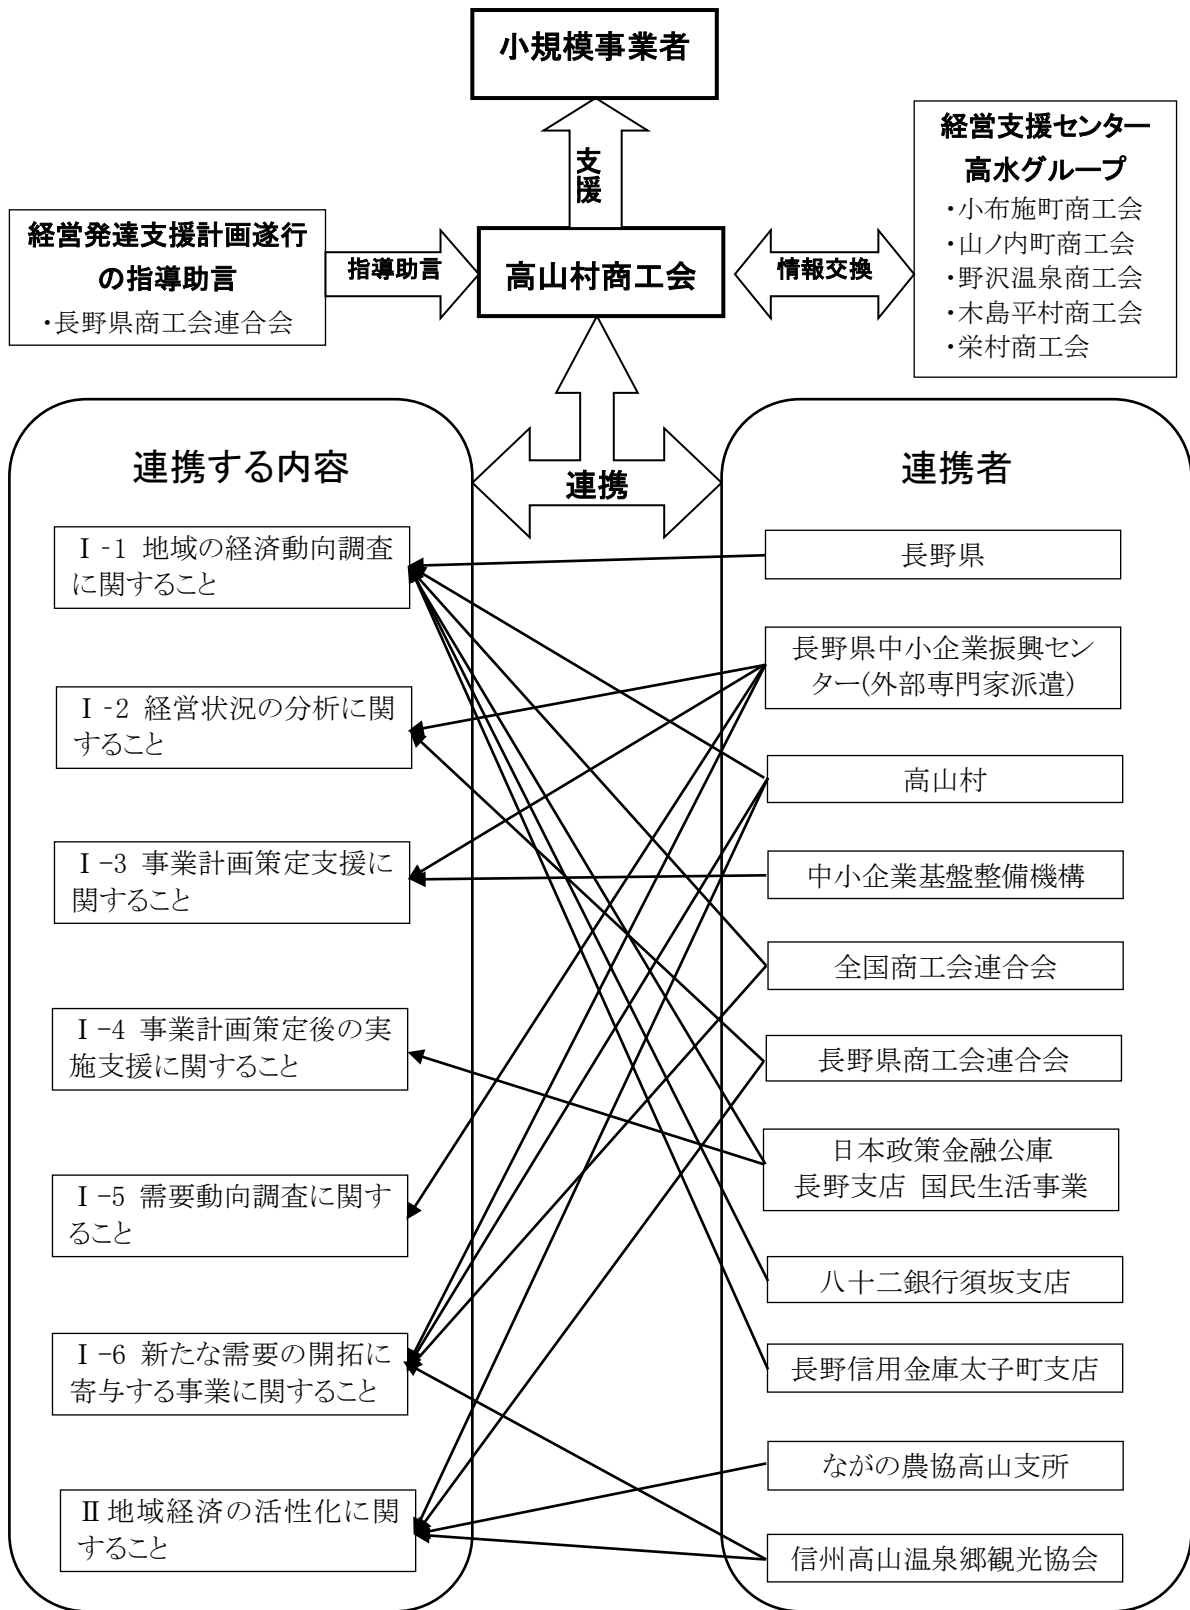 小規模事業者
支
援
経営支援センター
高水グループ
・小布施町商工会
・山ノ内町商工会
・野沢温泉商工会
・木島平村商工会
・栄村商工会
経営発達支援計画遂行
の指導助言
・長野県商工会連合会
指導助言
高山村商工会
情報交換
連携
連携する内容
Ⅰ-1 地域の経済動向調査
に関すること
Ⅰ-2 経営状況の分析に関
すること
Ⅰ-3 事業計画策定支援に
関すること
Ⅰ-4 事業計画策定後の実
施支援に関すること
Ⅰ-5 需要動向調査に関す
ること
Ⅰ-6 新たな需要の開拓に
寄与する事業に関すること
Ⅱ地域経済の活性化に関
すること
連携者
長野県
長野県中小企業振興セン
ター(外部専門家派遣)
高山村
中小企業基盤整備機構
全国商工会連合会
長野県商工会連合会
日本政策金融公庫
長野支店 国民生活事業
八十二銀行須坂支店
長野信用金庫太子町支店
ながの農協高山支所
信州高山温泉郷観光協会